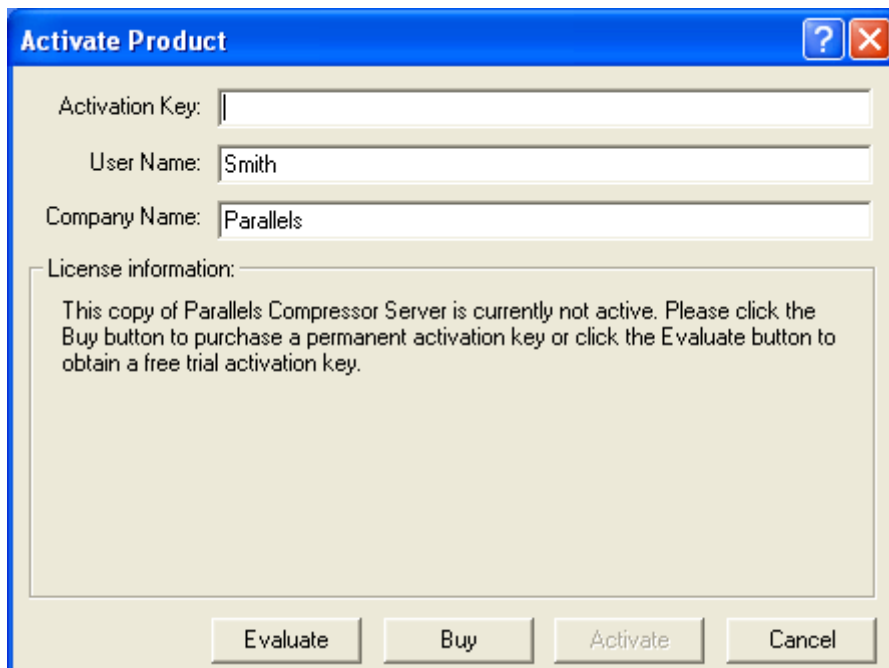 Activate Product
Activation Key:
User Name: Smith
Company Name: Parallels
License information:
This copy of Parallels Compressor Server is currently not active. Please click the
Buy button to purchase a permanent activation key or click the Evaluate button to
obtain a free trial activation key.
Evaluate Buy Activate Cancel